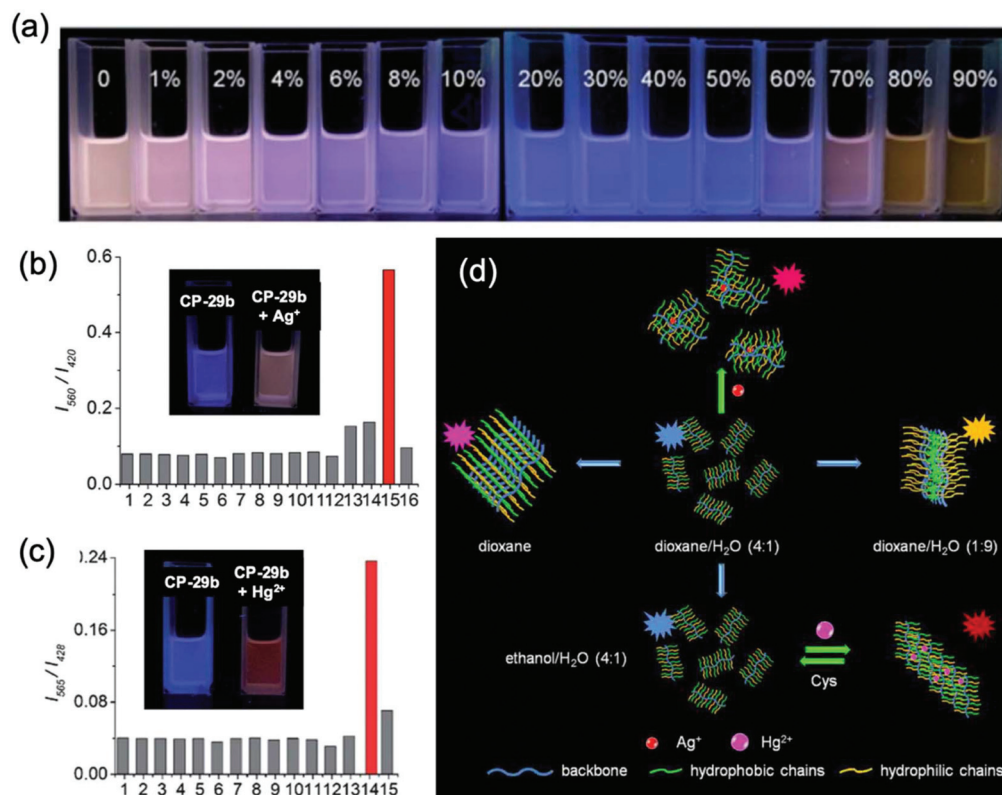 (a)
0 1% 2% 4% 6% 8% 10% 20% 30% 40% 50% 60% 70% 80% 90%
(b)
0.6
0.4
0.2
0.0
I560 / I420
CP-29b
CP-29b
+ Ag⁺
1 2 3 4 5 6 7 8 9 10 11 12 13 14 15 16
(c)
0.24
0.16
0.08
0.00
I565 / I428
CP-29b
CP-29b
+ Hg²⁺
1 2 3 4 5 6 7 8 9 10 11 12 13 14 15
(d)
dioxane
dioxane/H₂O (4:1)
dioxane/H₂O (1:9)
ethanol/H₂O (4:1)
Cys
Ag⁺
Hg²⁺
backbone
hydrophobic chains
hydrophilic chains